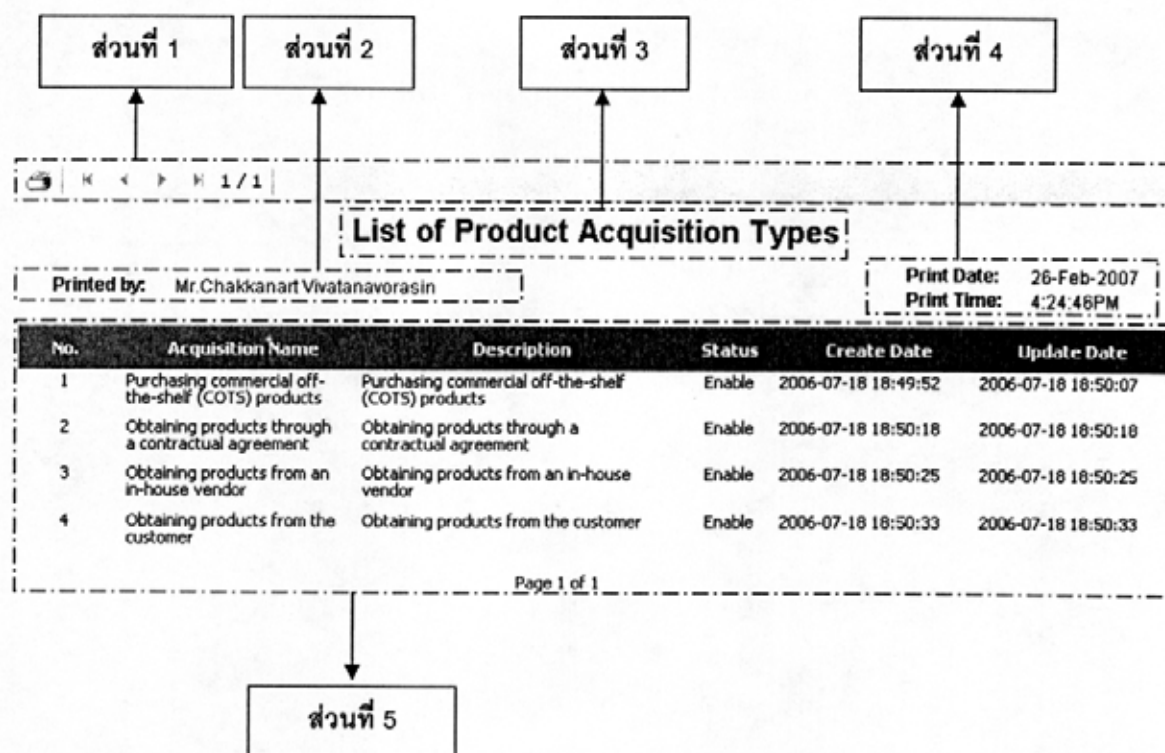 ส่วนที่ 1
ส่วนที่ 2
ส่วนที่ 3
ส่วนที่ 4
1 / 1
List of Product Acquisition Types
Printed by: Mr.Chakkanart Vivatanavorasin
Print Date: 26-Feb-2007
Print Time: 4:24:46PM
No. Acquisition Name Description Status Create Date Update Date
1 Purchasing commercial off- Purchasing commercial off-the-shelf Enable 2006-07-18 18:49:52 2006-07-18 18:50:07
the-shelf (COTS) products (COTS) products
2 Obtaining products through Obtaining products through a Enable 2006-07-18 18:50:18 2006-07-18 18:50:18
a contractual agreement contractual agreement
3 Obtaining products from an Obtaining products from an in-house Enable 2006-07-18 18:50:25 2006-07-18 18:50:25
in-house vendor vendor
4 Obtaining products from the Obtaining products from the customer Enable 2006-07-18 18:50:33 2006-07-18 18:50:33
customer
Page 1 of 1
ส่วนที่ 5